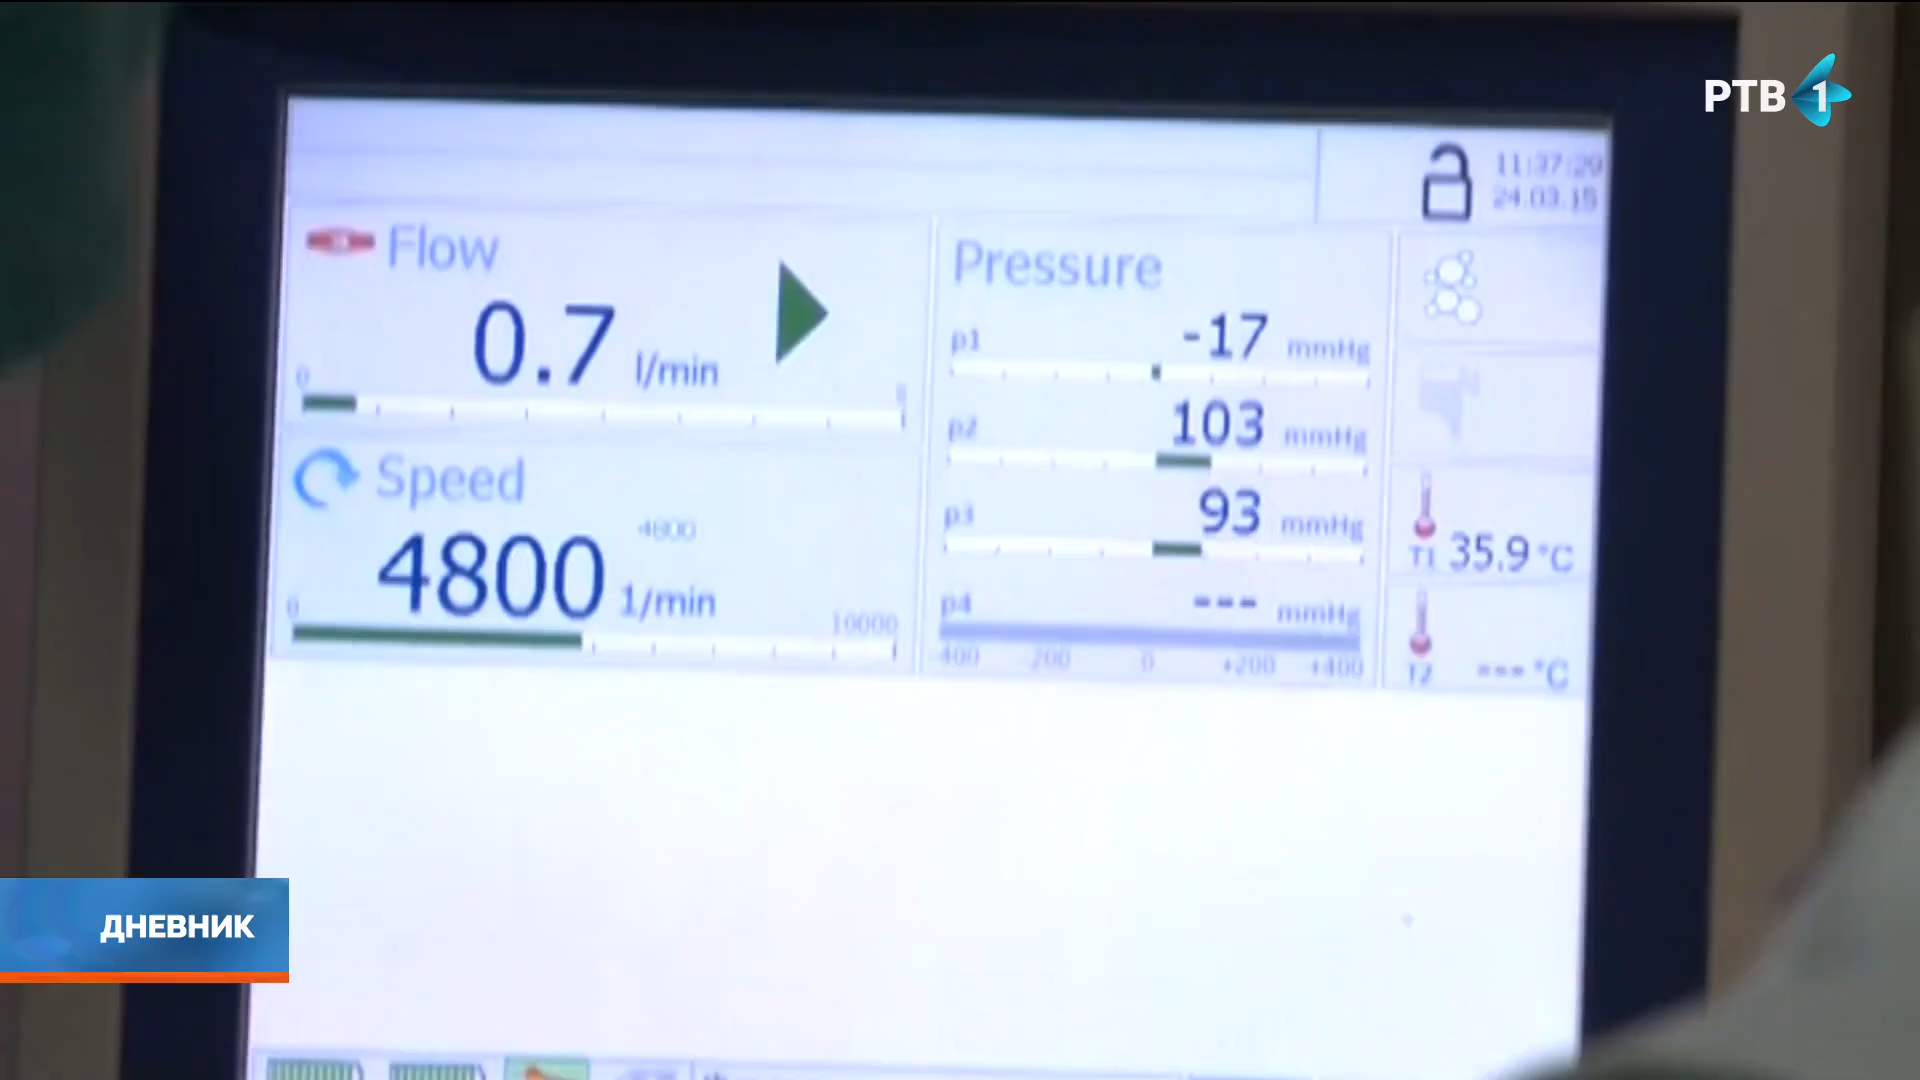 РТВ 1
11:37:29
24.03.15
Flow
0.7 l/min
0
Speed
4800
4800 1/min
0 10000
Pressure
p1 -17 mmHg
p2 103 mmHg
p3 93 mmHg
p4 --- mmHg
-400 -200 0 +200 +400
T1 35.9 °C
T2 --- °C
ДНЕВНИК